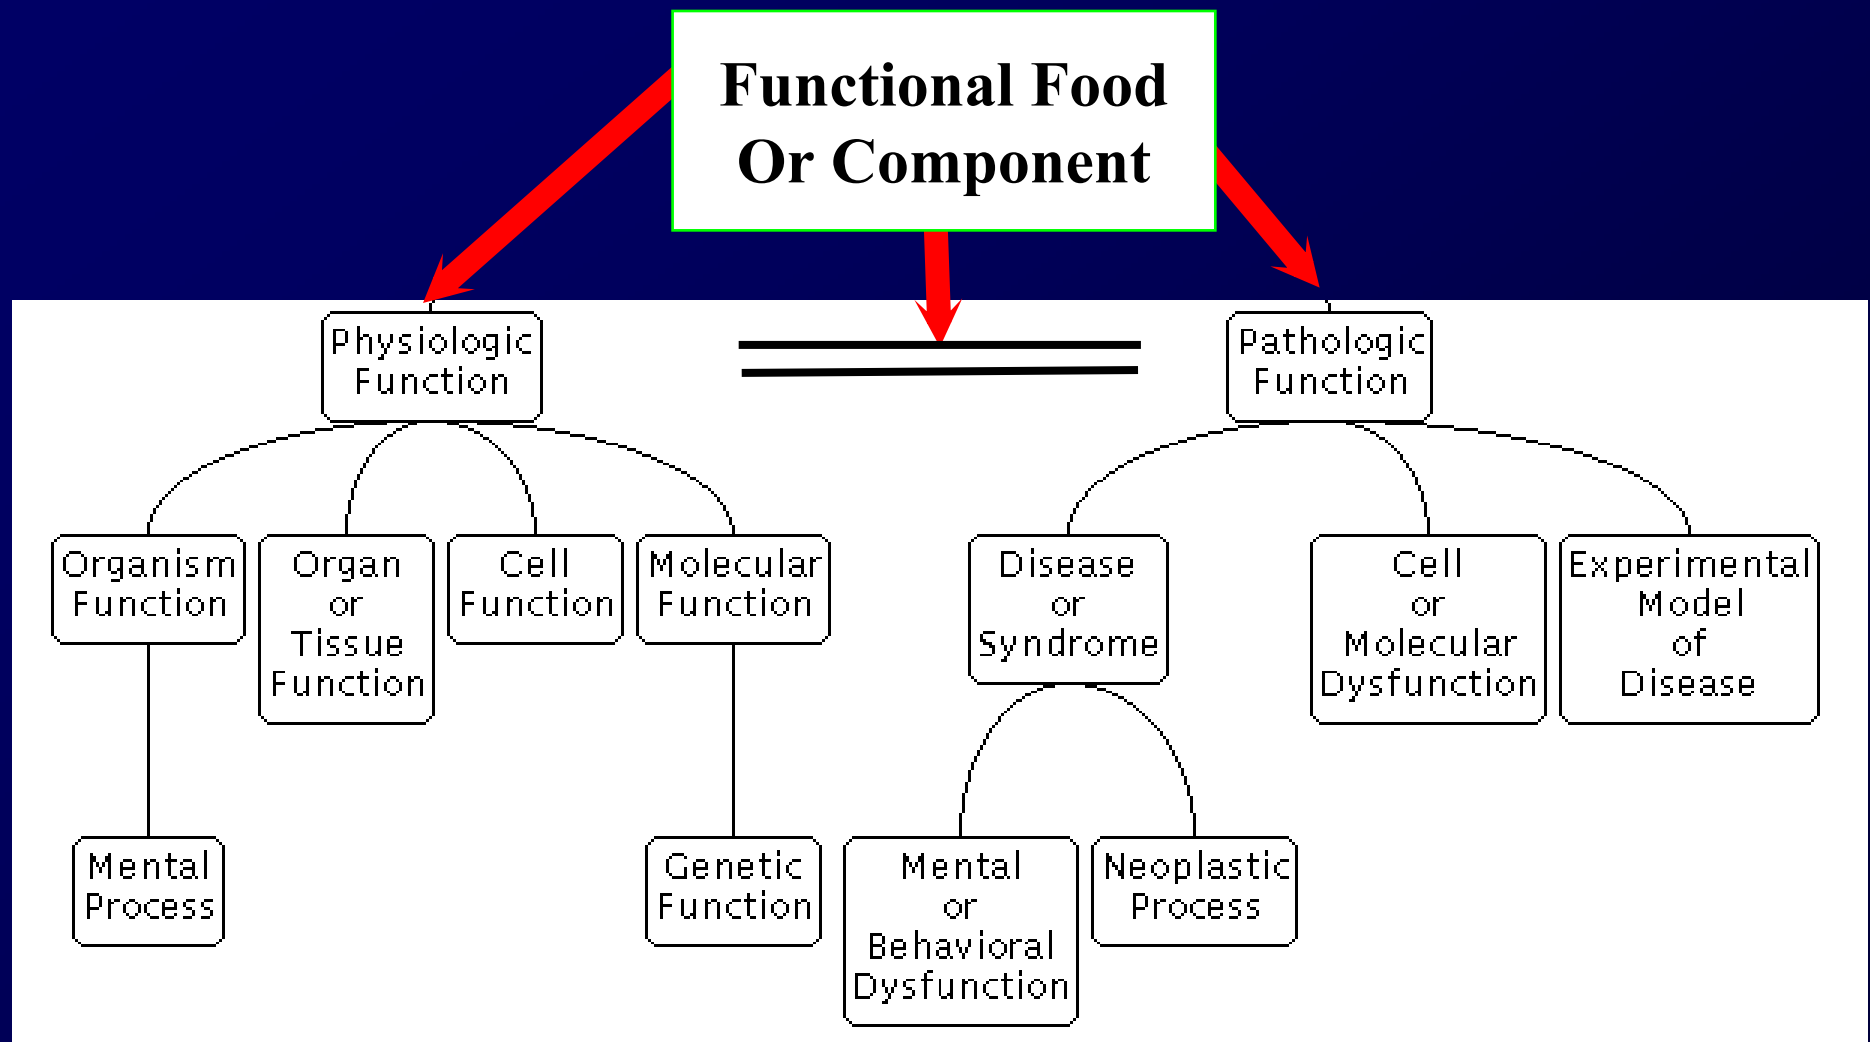 Functional Food
Or Component
Physiologic
Function
Pathologic
Function
Organism
Function
Organ
or
Tissue
Function
Cell
Function
Molecular
Function
Disease
or
Syndrome
Cell
or
Molecular
Dysfunction
Experimental
Model
of
Disease
Mental
Process
Genetic
Function
Mental
or
Behavioral
Dysfunction
Neoplastic
Process